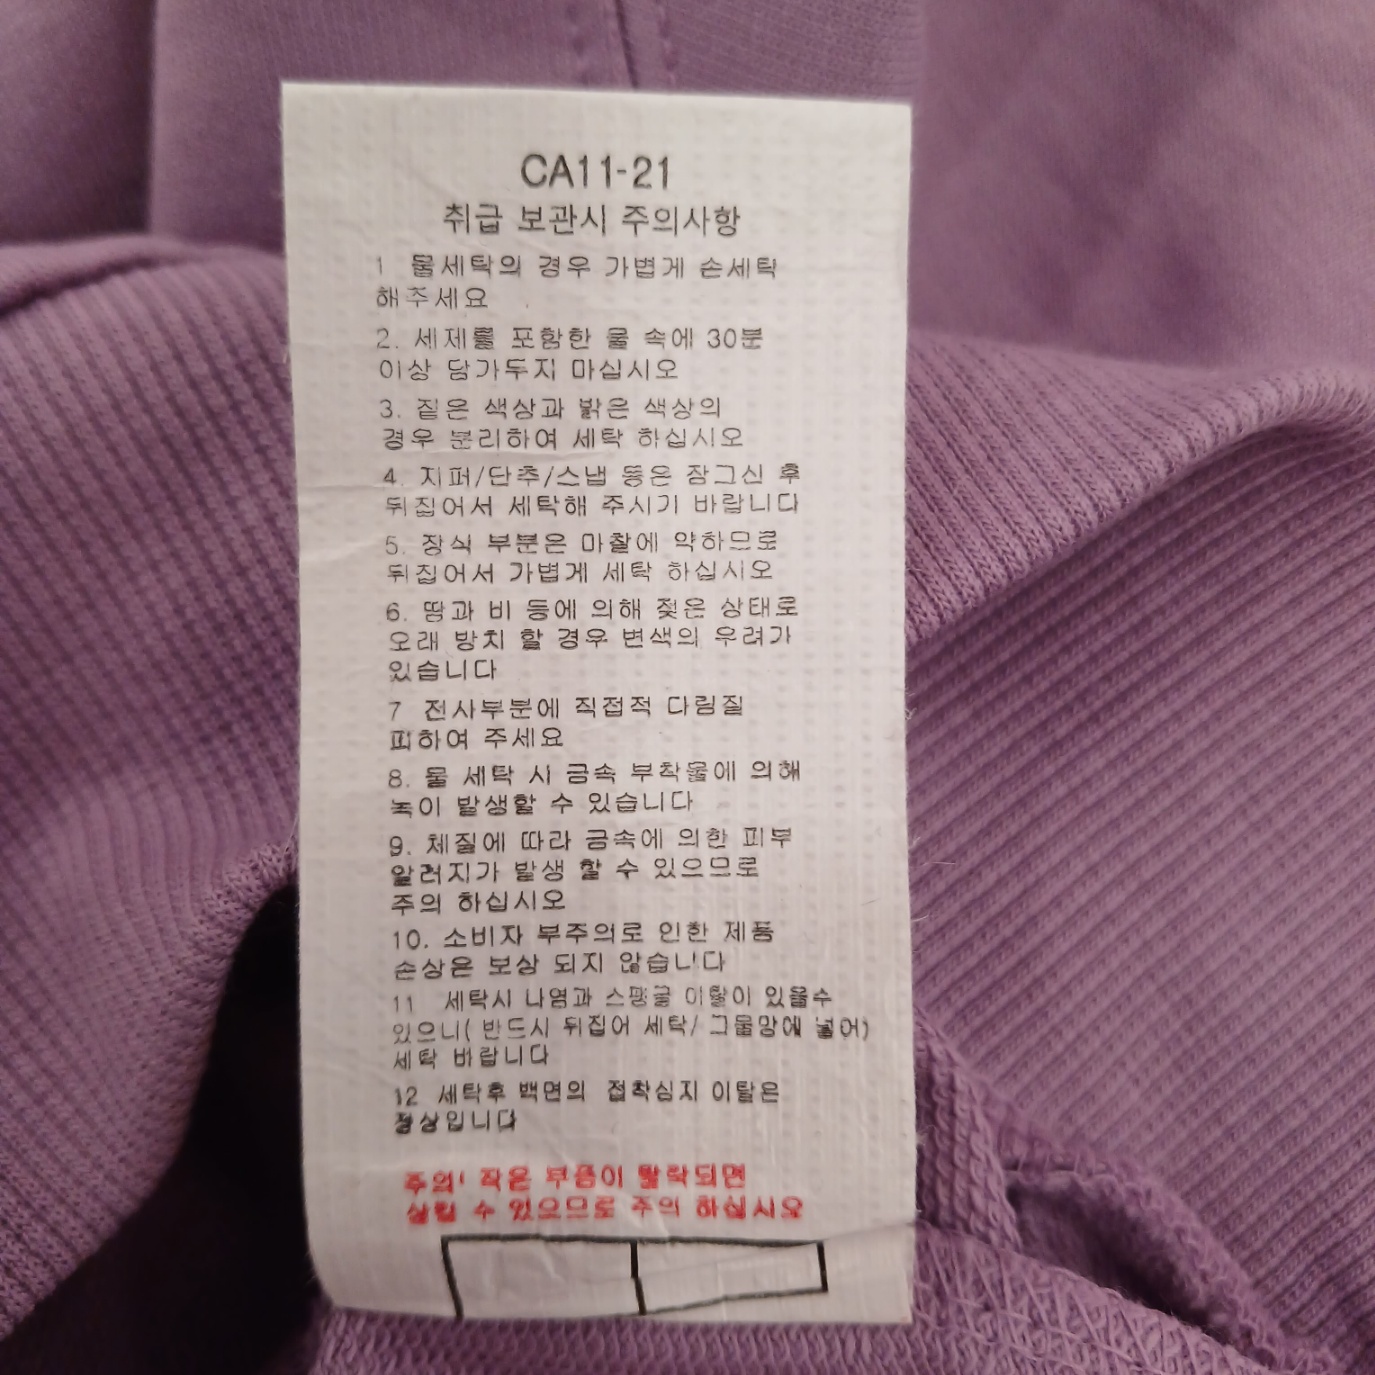 CA11-21
취급 보관시 주의사항
1 물세탁의 경우 가볍게 손세탁
해주세요
2. 세제를 포함한 물 속에 30분
이상 담가두지 마십시오
3. 짙은 색상과 밝은 색상의
경우 분리하여 세탁 하십시오
4. 지퍼/단추/스냅 등은 장그신 후
뒤집어서 세탁해 주시기 바랍니다
5. 장식 부분은 마찰에 약하므로
뒤집어서 가볍게 세탁 하십시오
6. 땀과 비 등에 의해 젖은 상태로
오래 방치 할 경우 변색의 우려가
있습니다
7 전사부분에 직접적 다림질
피하여 주세요
8. 물 세탁 시 금속 부착물에 의해
녹이 발생할 수 있습니다
9. 체질에 따라 금속에 의한 피부
알러지가 발생 할 수 있으므로
주의 하십시오
10. 소비자 부주의로 인한 제품
손상은 보상 되지 않습니다
11 세탁시 나염과 스팽글 이탈이 있을수
있으니( 반드시 뒤집어 세탁/ 그물망에 넣어)
세탁 바랍니다
12 세탁후 백면의 접착심지 이탈은
정상입니다
주의! 작은 부품이 탈락되면
삼킬 수 있으므로 주의 하십시오